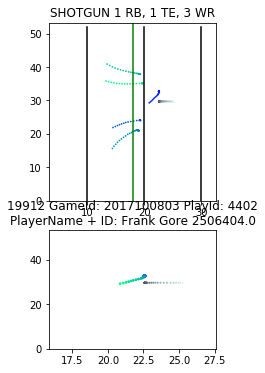 SHOTGUN 1 RB, 1 TE, 3 WR
50
40
30
20
10
0
10 20 30
19912 GameId: 2017100803 PlayId: 4402
PlayerName + ID: Frank Gore 2506404.0
40
20
0
17.5 20.0 22.5 25.0 27.5